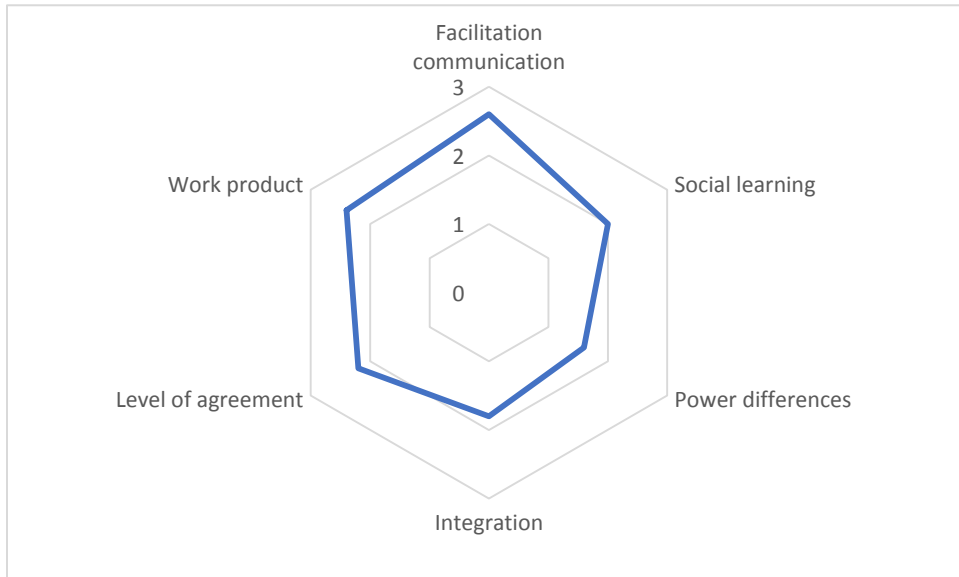 Facilitation
communication
3
2
Work product
Social learning
1
0
Level of agreement
Power differences
Integration